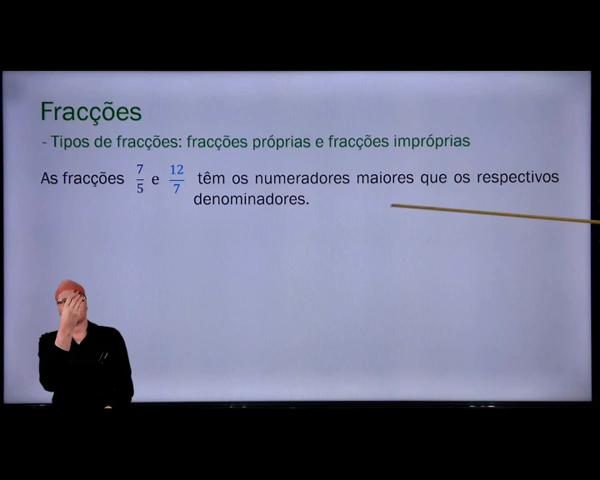 Fracções
- Tipos de fracções: fracções próprias e fracções impróprias
As fracções 7/5 e 12/7 têm os numeradores maiores que os respectivos
denominadores.